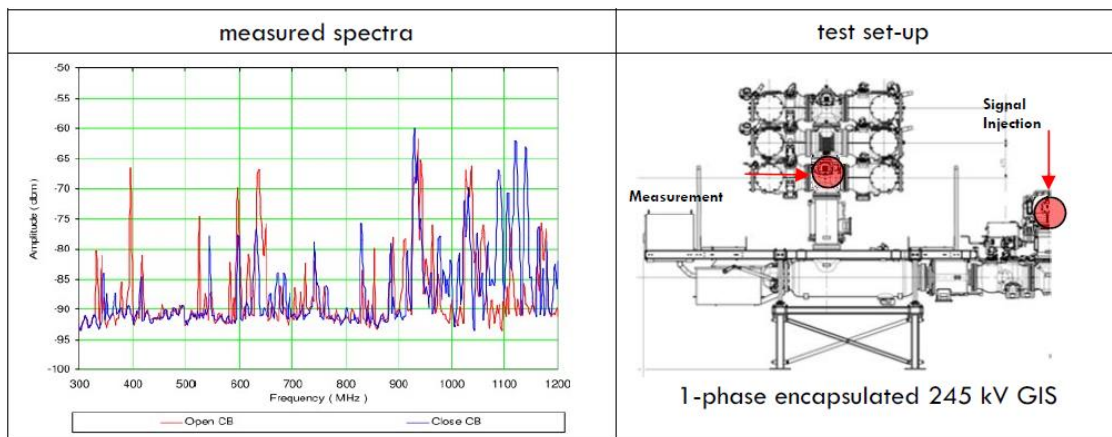 measured spectra
test set-up
-50
-55
-60
-65
-70
-75
-80
-85
-90
-95
-100
Amplitude ( dbm )
300 400 500 600 700 800 900 1000 1100 1200
Frequency ( MHz )
Open CB
Close CB
Signal
Injection
Measurement
1-phase encapsulated 245 kV GIS